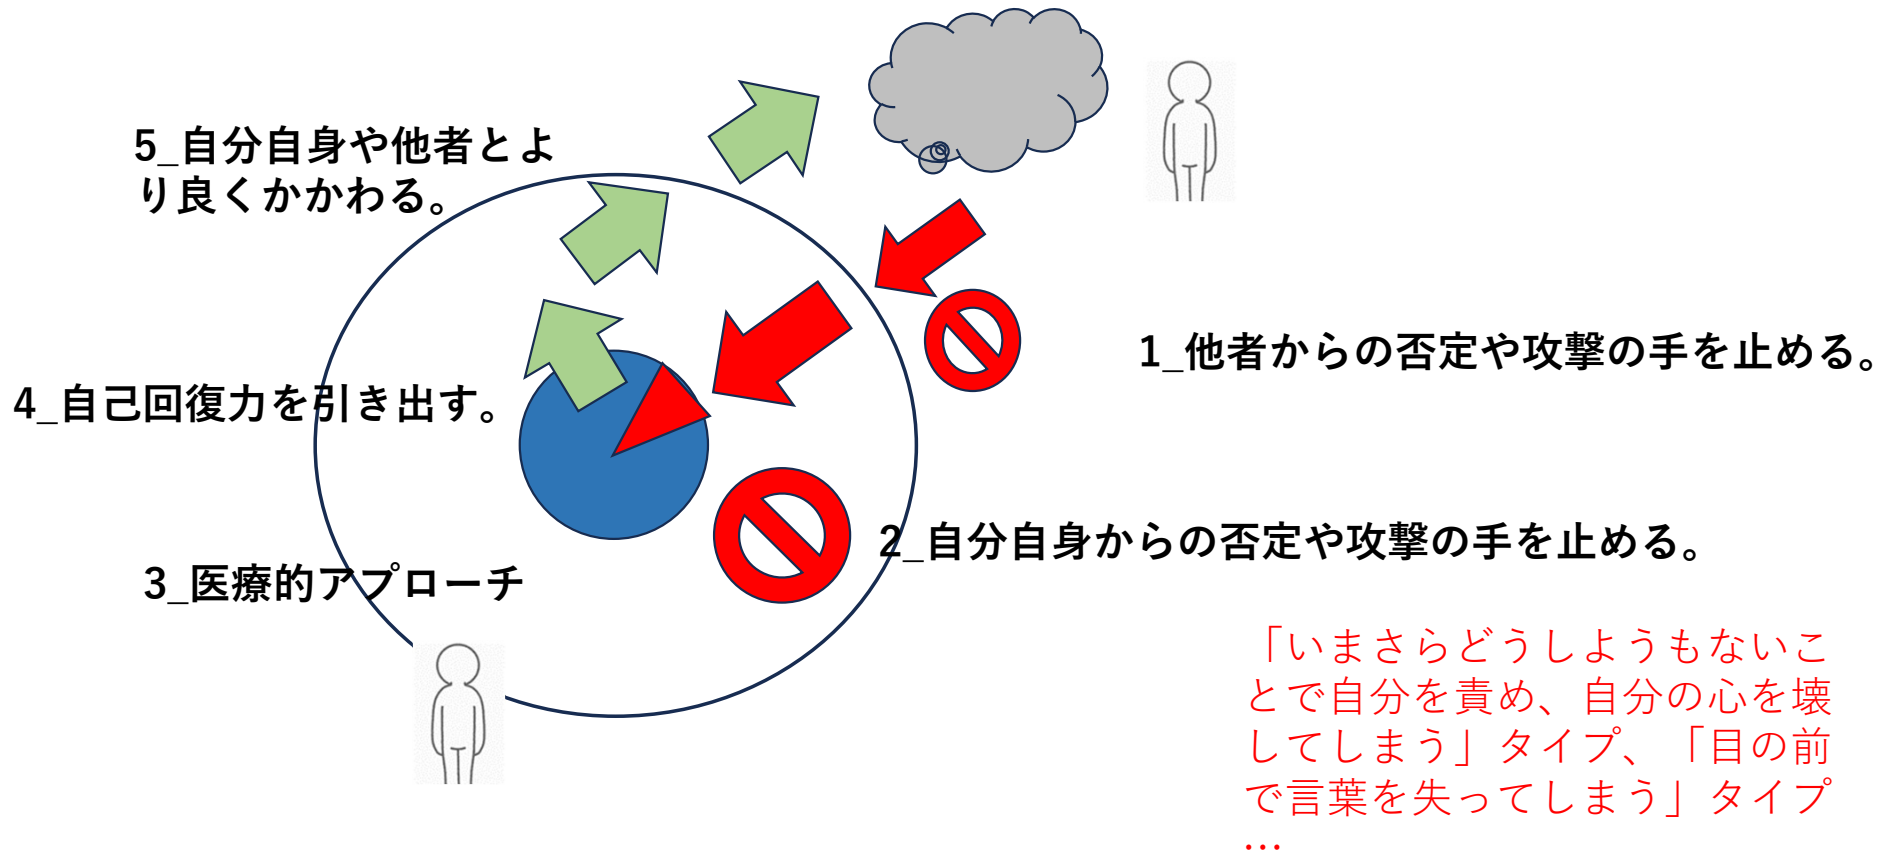 5_自分自身や他者とよ
り良くかかわる。
1_他者からの否定や攻撃の手を止める。
4_自己回復力を引き出す。
2_自分自身からの否定や攻撃の手を止める。
3_医療的アプローチ
「いまさらどうしようもないこ
とで自分を責め、自分の心を壊
してしまう」タイプ、「目の前
で言葉を失ってしまう」タイプ
…